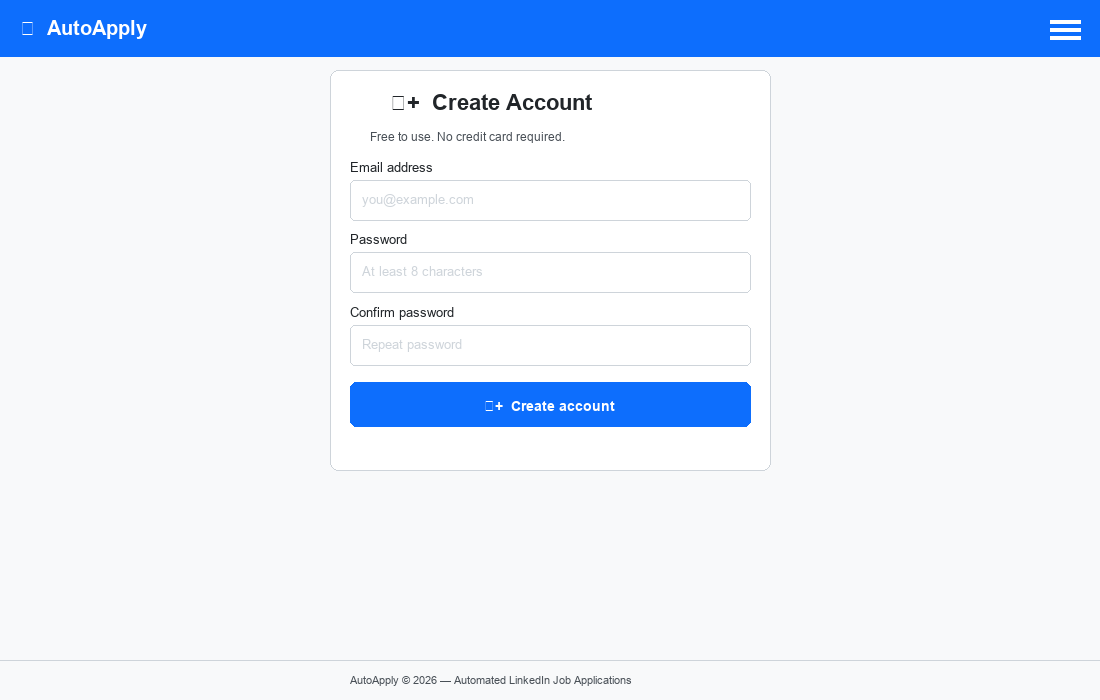 AutoApply
+ Create Account
Free to use. No credit card required.
Email address
you@example.com
Password
At least 8 characters
Confirm password
Repeat password
+ Create account
AutoApply © 2026 — Automated LinkedIn Job Applications